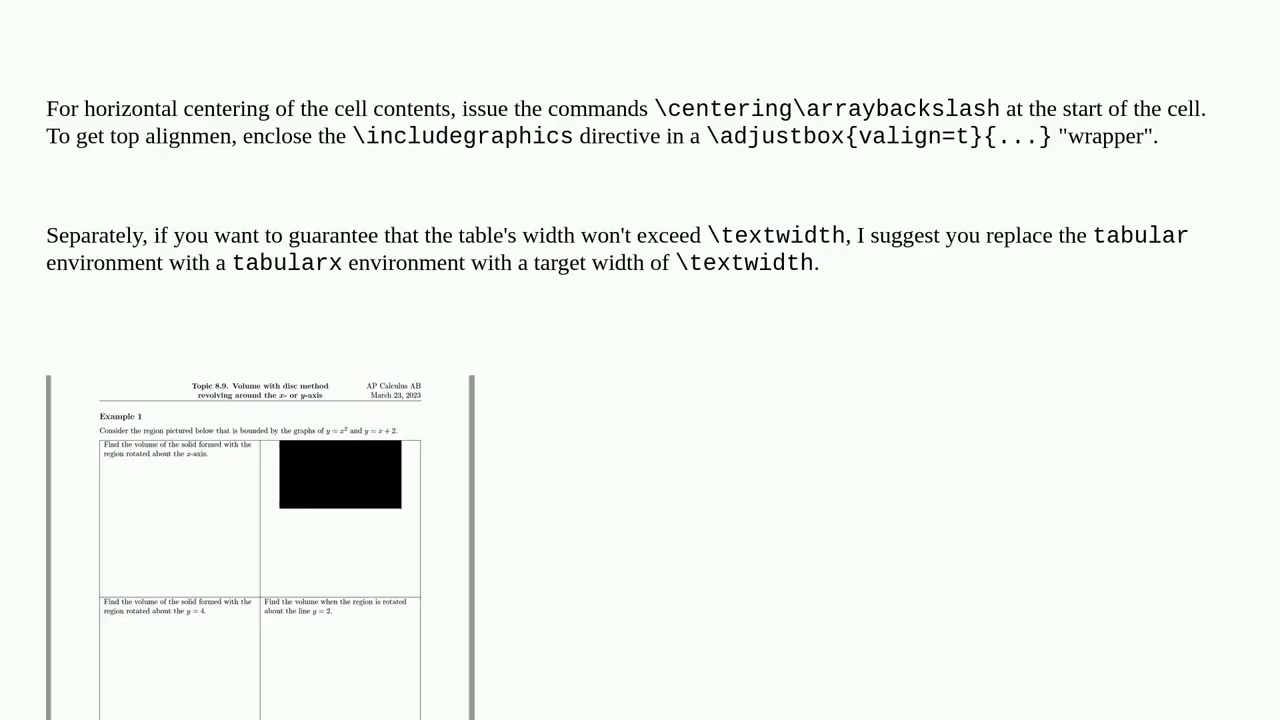 For horizontal centering of the cell contents, issue the commands \centering\arraybackslash at the start of the cell.
To get top alignmen, enclose the \includegraphics directive in a \adjustbox{valign=t}{...} "wrapper".
Separately, if you want to guarantee that the table's width won't exceed \textwidth, I suggest you replace the tabular
environment with a tabularx environment with a target width of \textwidth.
Topic 8.9. Volume with disc method AP Calculus AB
revolving around the x- or y-axis March 23, 2023
Example 1
Consider the region pictured below that is bounded by the graphs of y = x² and y = x + 2.
Find the volume of the solid formed with the
region rotated about the x-axis.
Find the volume of the solid formed with the
region rotated about the y = 4.
Find the volume when the region is rotated
about the line y = 2.